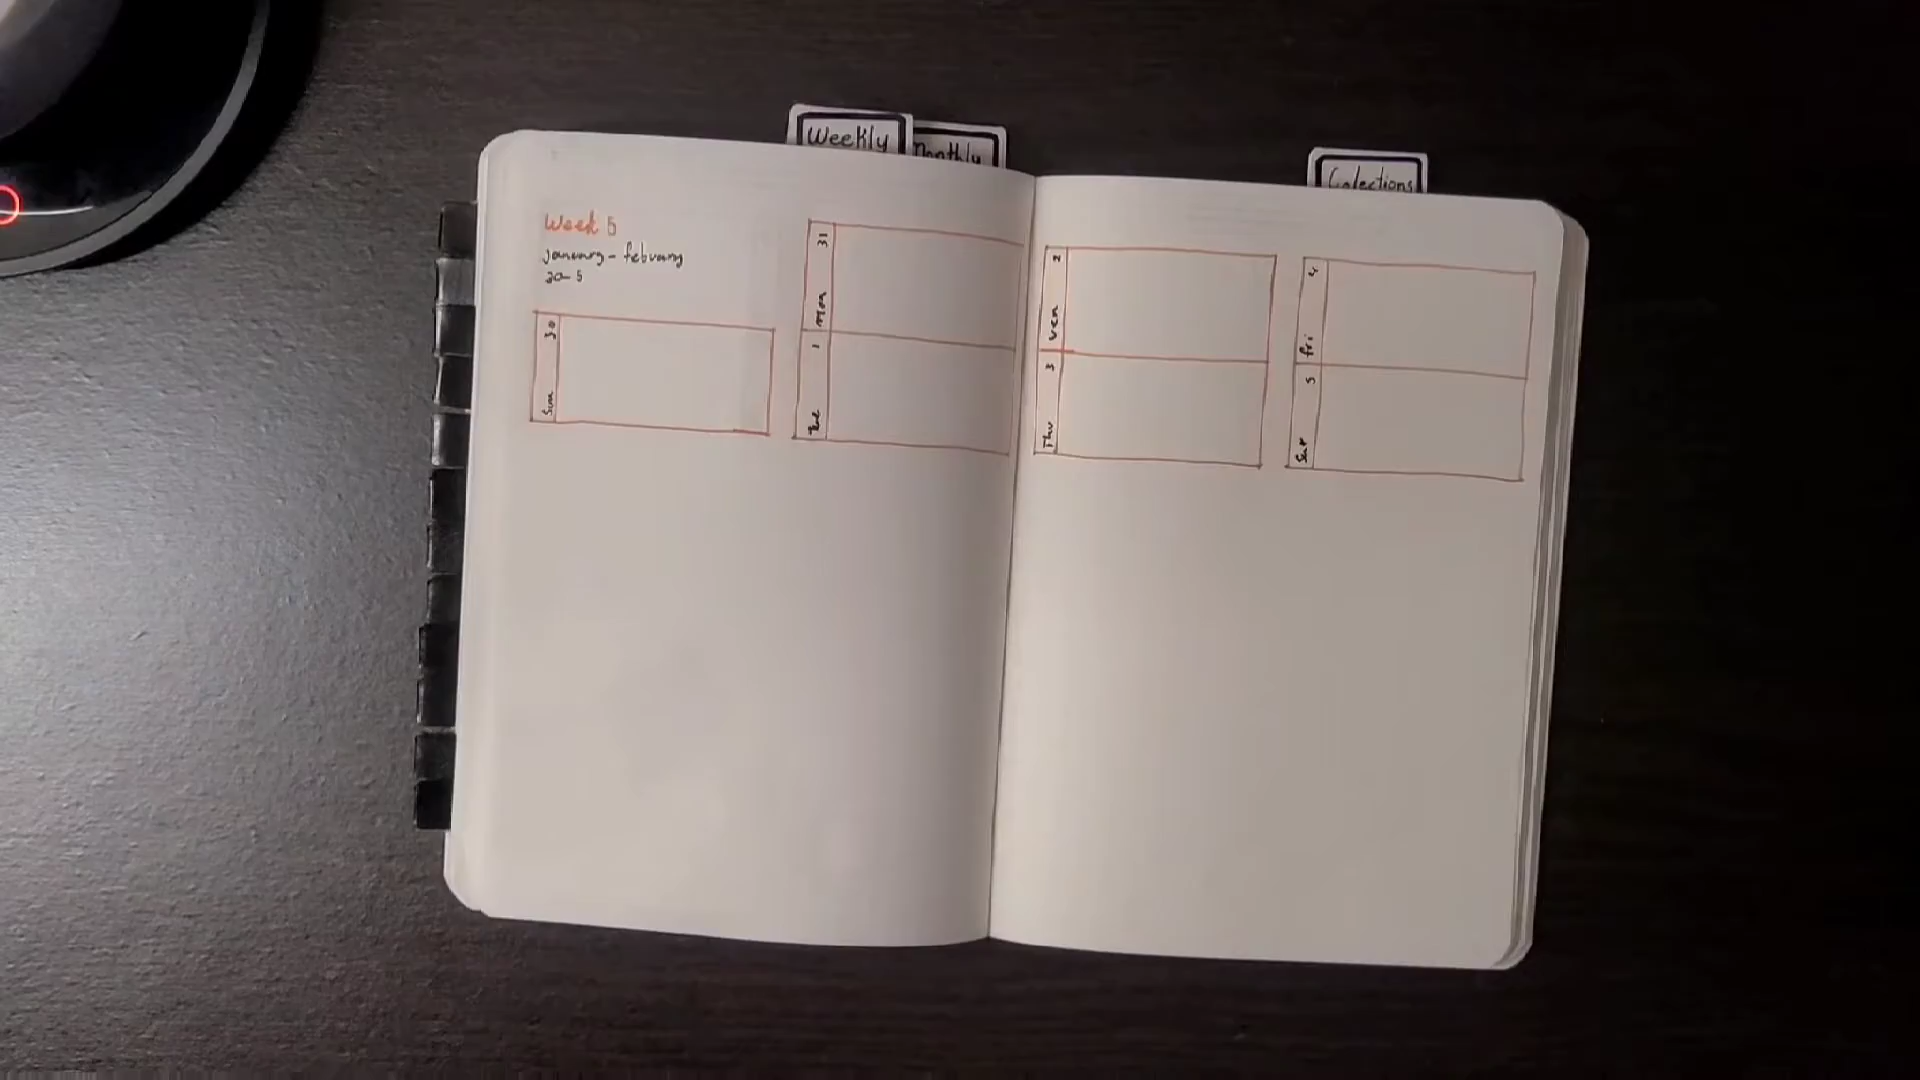 Weekly
Monthly
Colections
Week 5
january - february
30 - 5
Sun 30
Mon 31
Tue 1
Wen 2
Thu 3
fri 4
Sat 5